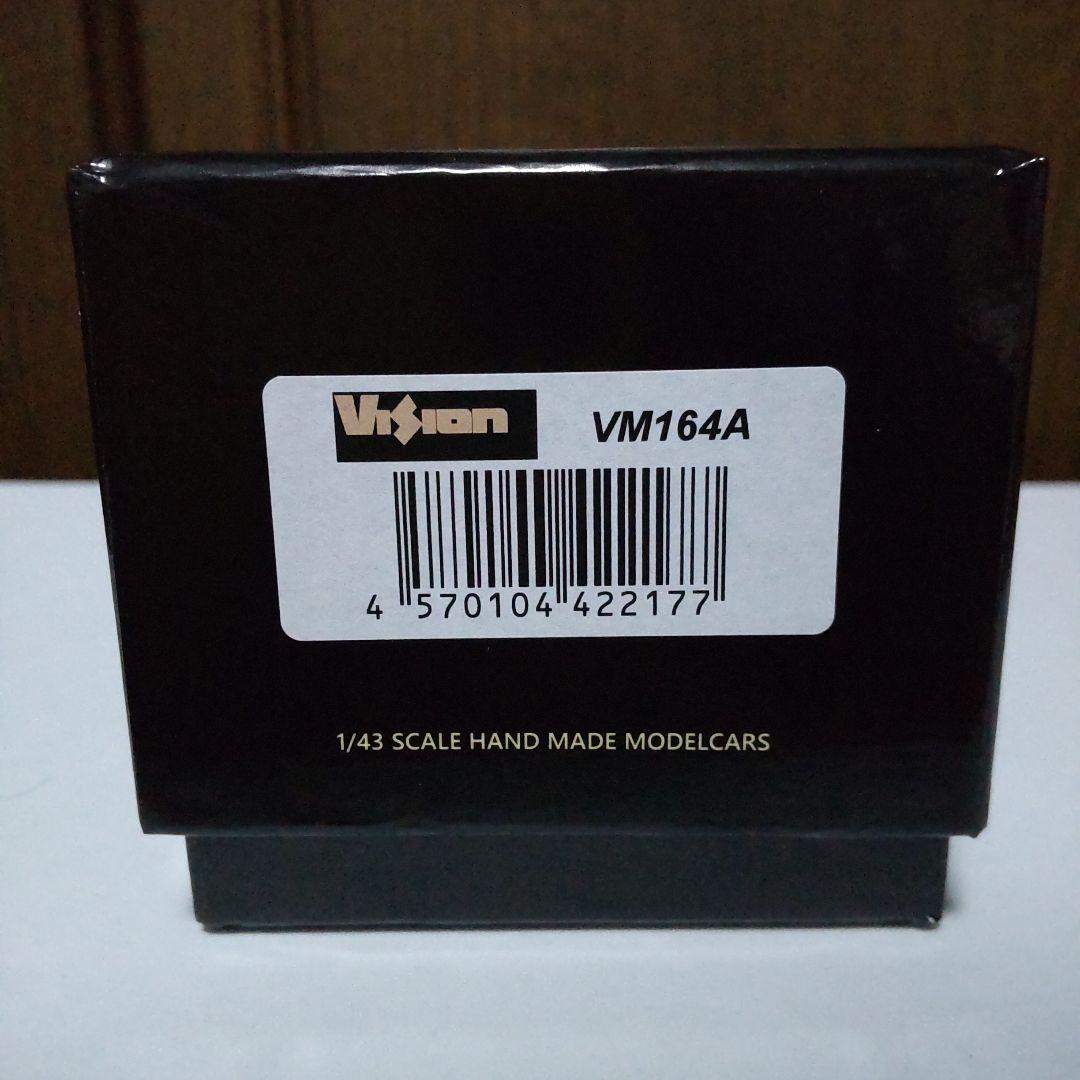 Vision
VM164A
4 570104 422177
1/43 SCALE HAND MADE MODELCARS